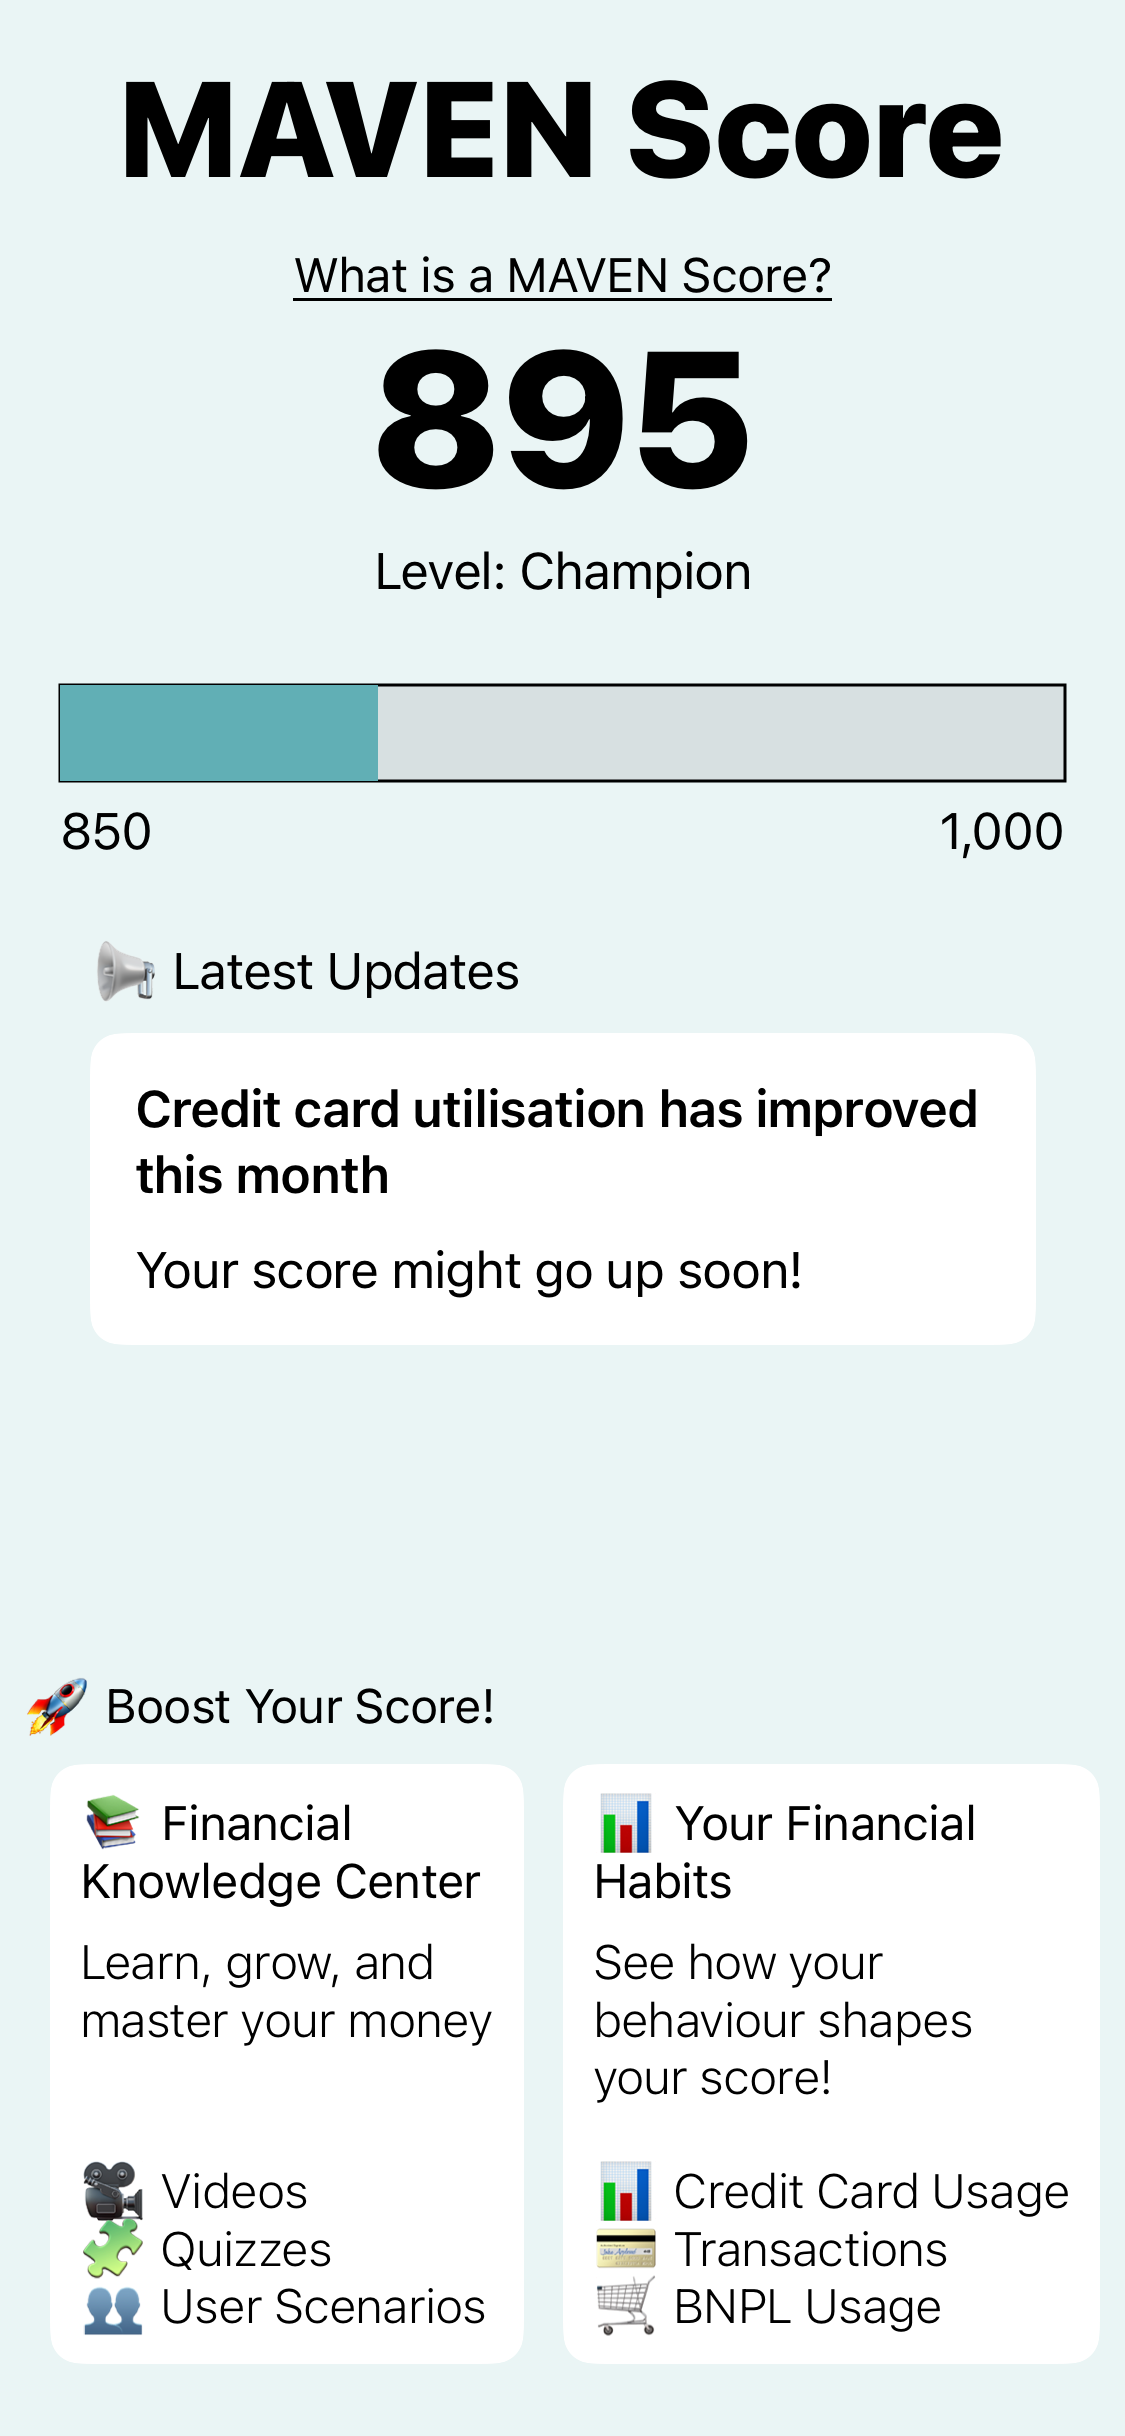 MAVEN Score
What is a MAVEN Score?
895
Level: Champion
850
1,000
Latest Updates
Credit card utilisation has improved
this month
Your score might go up soon!
Boost Your Score!
Financial
Knowledge Center
Learn, grow, and
master your money
Videos
Quizzes
User Scenarios
Your Financial
Habits
See how your
behaviour shapes
your score!
Credit Card Usage
Transactions
BNPL Usage